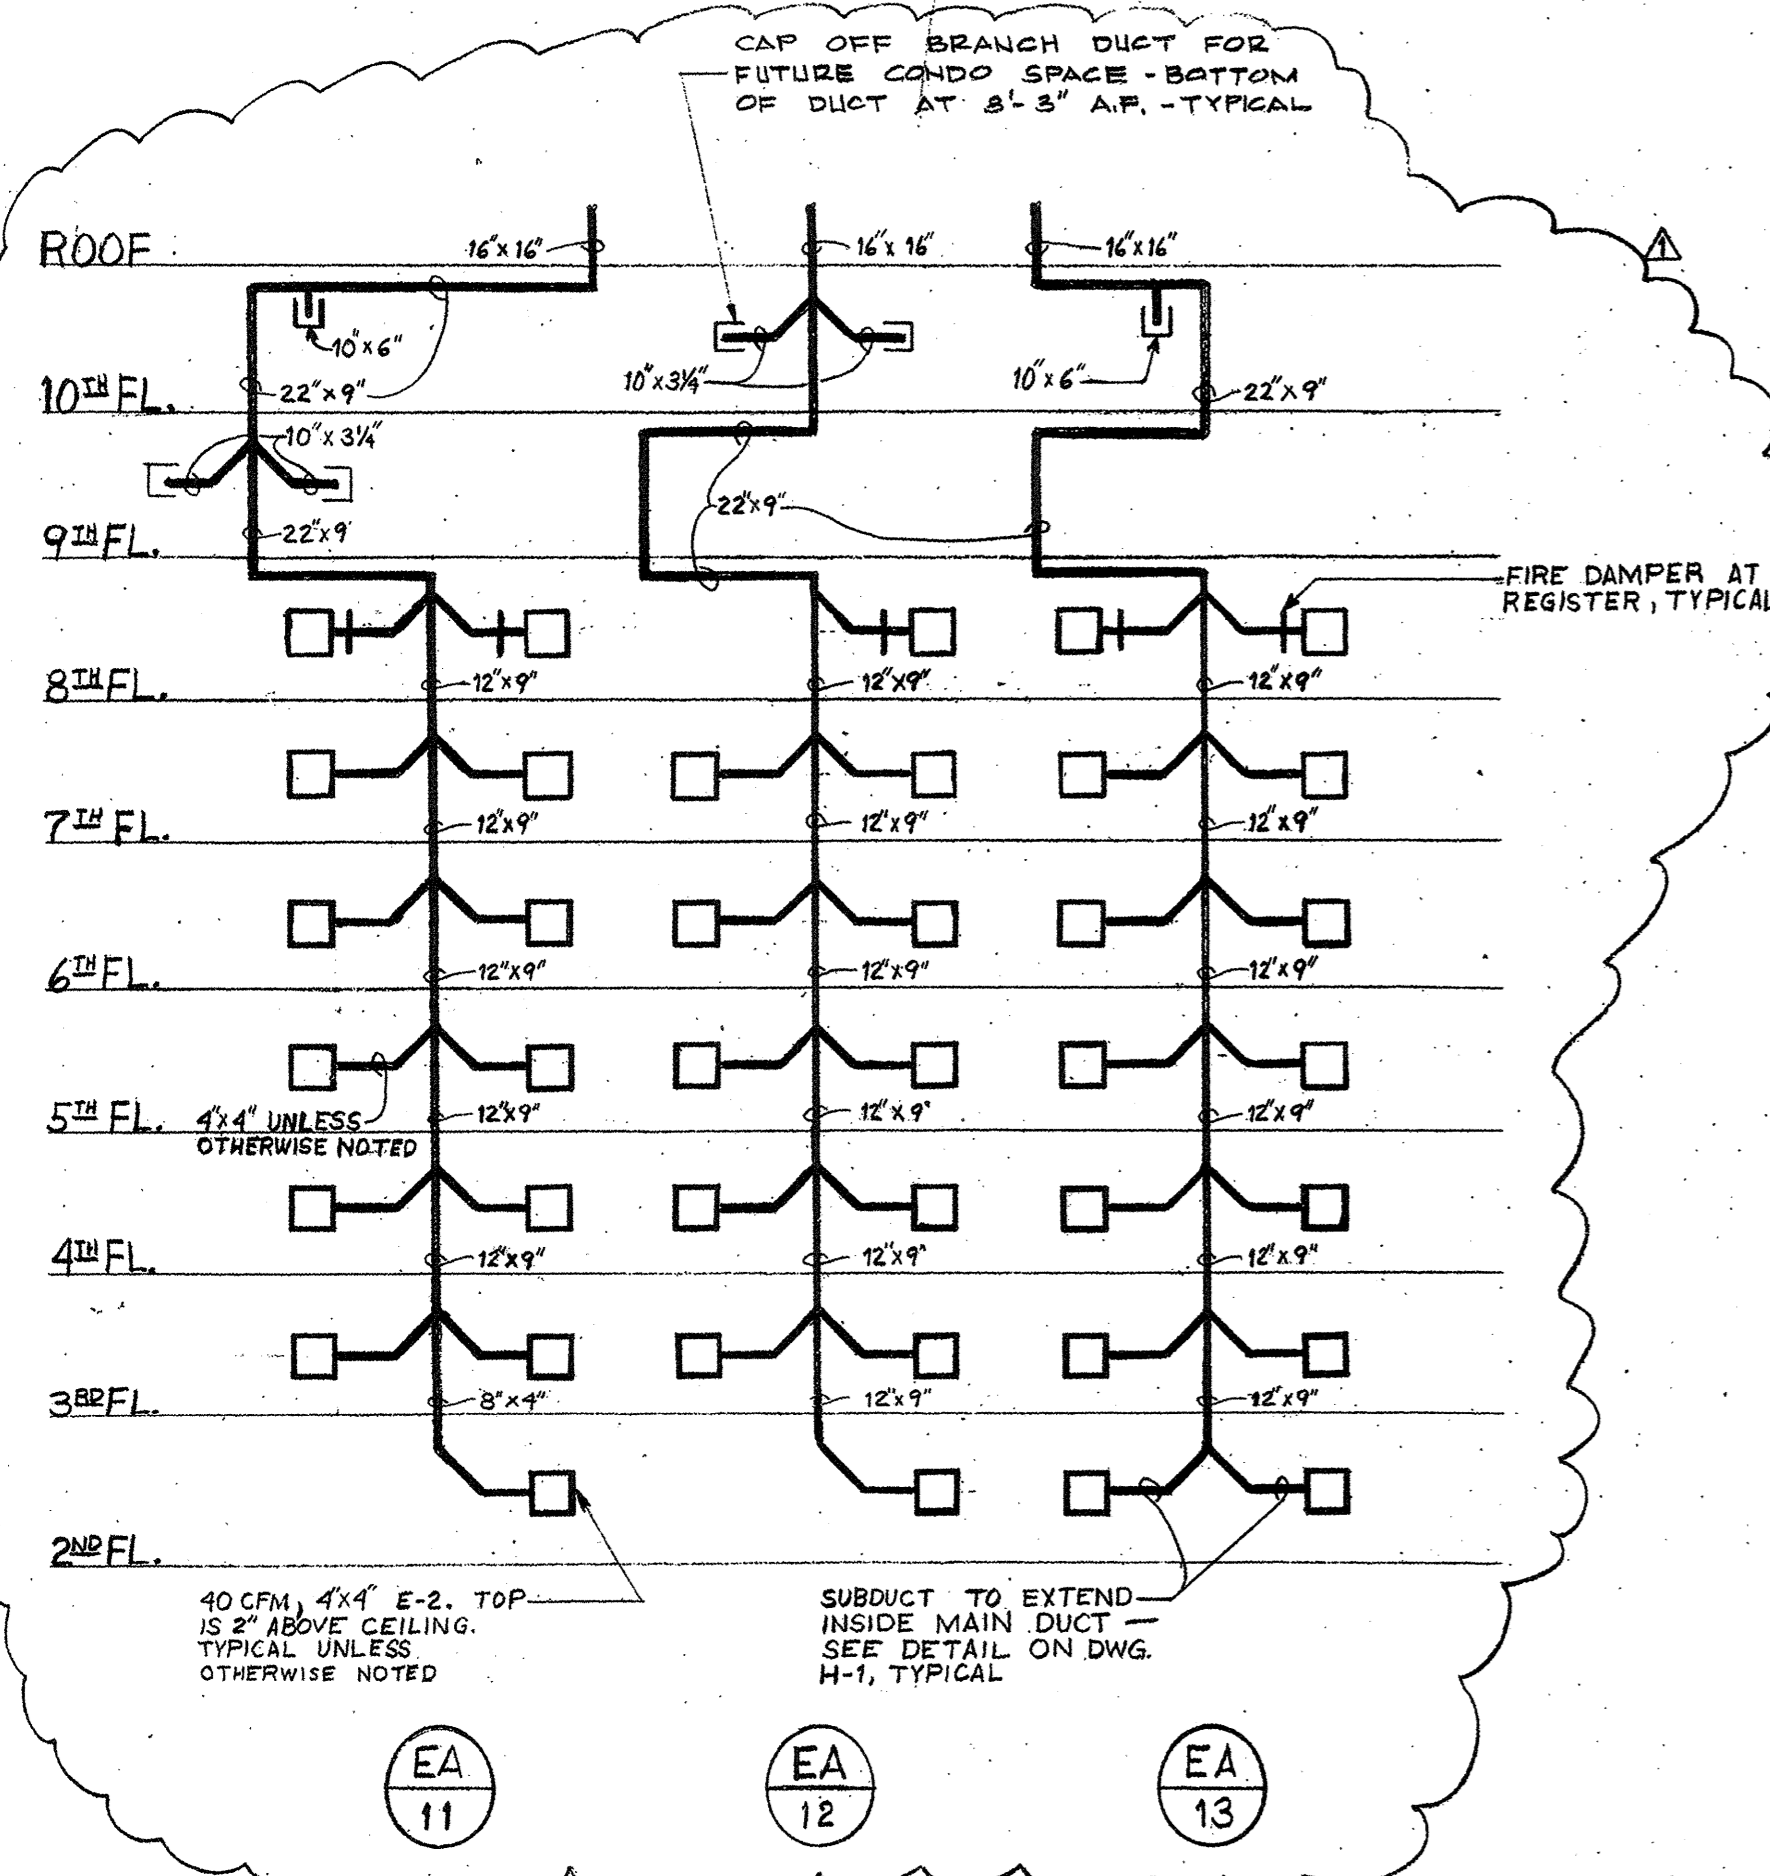 CAP OFF BRANCH DUCT FOR
FUTURE CONDO SPACE - BOTTOM
OF DUCT AT 8'-3" A.F. - TYPICAL
ROOF
16"x16"
16"x16"
16"x16"
1
10"x6"
10TH FL.
22"x9"
10"x3¼"
10"x6"
22"x9"
10"x3¼"
22"x9"
9TH FL.
22"x9'
FIRE DAMPER AT
REGISTER, TYPICAL
8TH FL.
12"x9"
12"x9"
12"x9"
7TH FL.
12"x9"
12"x9"
12"x9"
6TH FL.
12"x9"
12"x9"
12"x9"
5TH FL.
4"x4" UNLESS
OTHERWISE NOTED
12"x9"
12"x9"
12"x9"
4TH FL.
12"x9"
12"x9"
12"x9"
3RD FL.
8"x4"
12"x9"
12"x9"
2ND FL.
40 CFM, 4"x4" E-2. TOP
IS 2" ABOVE CEILING.
TYPICAL UNLESS
OTHERWISE NOTED
SUBDUCT TO EXTEND
INSIDE MAIN DUCT —
SEE DETAIL ON DWG.
H-1, TYPICAL
EA
11
EA
12
EA
13